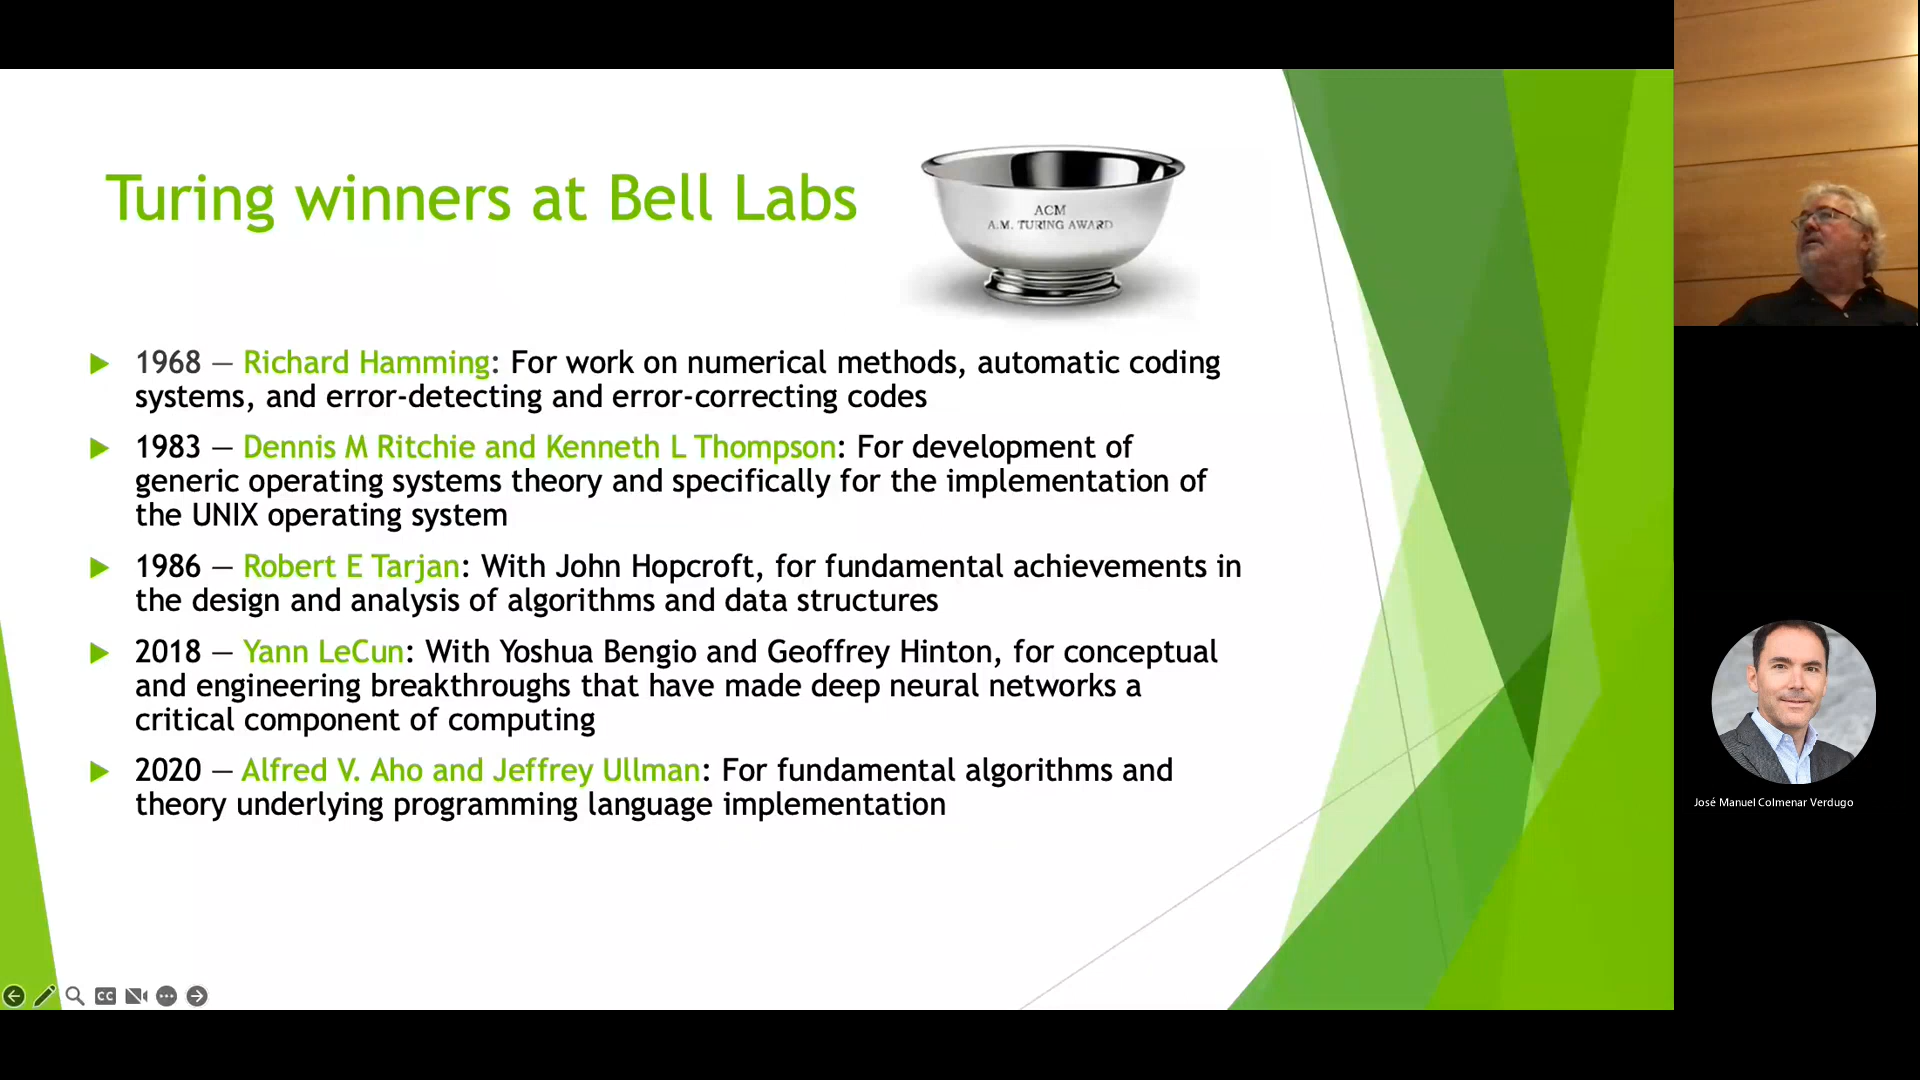 Turing winners at Bell Labs
ACM
A.M. TURING AWARD
1968 — Richard Hamming: For work on numerical methods, automatic coding
systems, and error-detecting and error-correcting codes
1983 — Dennis M Ritchie and Kenneth L Thompson: For development of
generic operating systems theory and specifically for the implementation of
the UNIX operating system
1986 — Robert E Tarjan: With John Hopcroft, for fundamental achievements in
the design and analysis of algorithms and data structures
2018 — Yann LeCun: With Yoshua Bengio and Geoffrey Hinton, for conceptual
and engineering breakthroughs that have made deep neural networks a
critical component of computing
2020 — Alfred V. Aho and Jeffrey Ullman: For fundamental algorithms and
theory underlying programming language implementation
CC
José Manuel Colmenar Verdugo